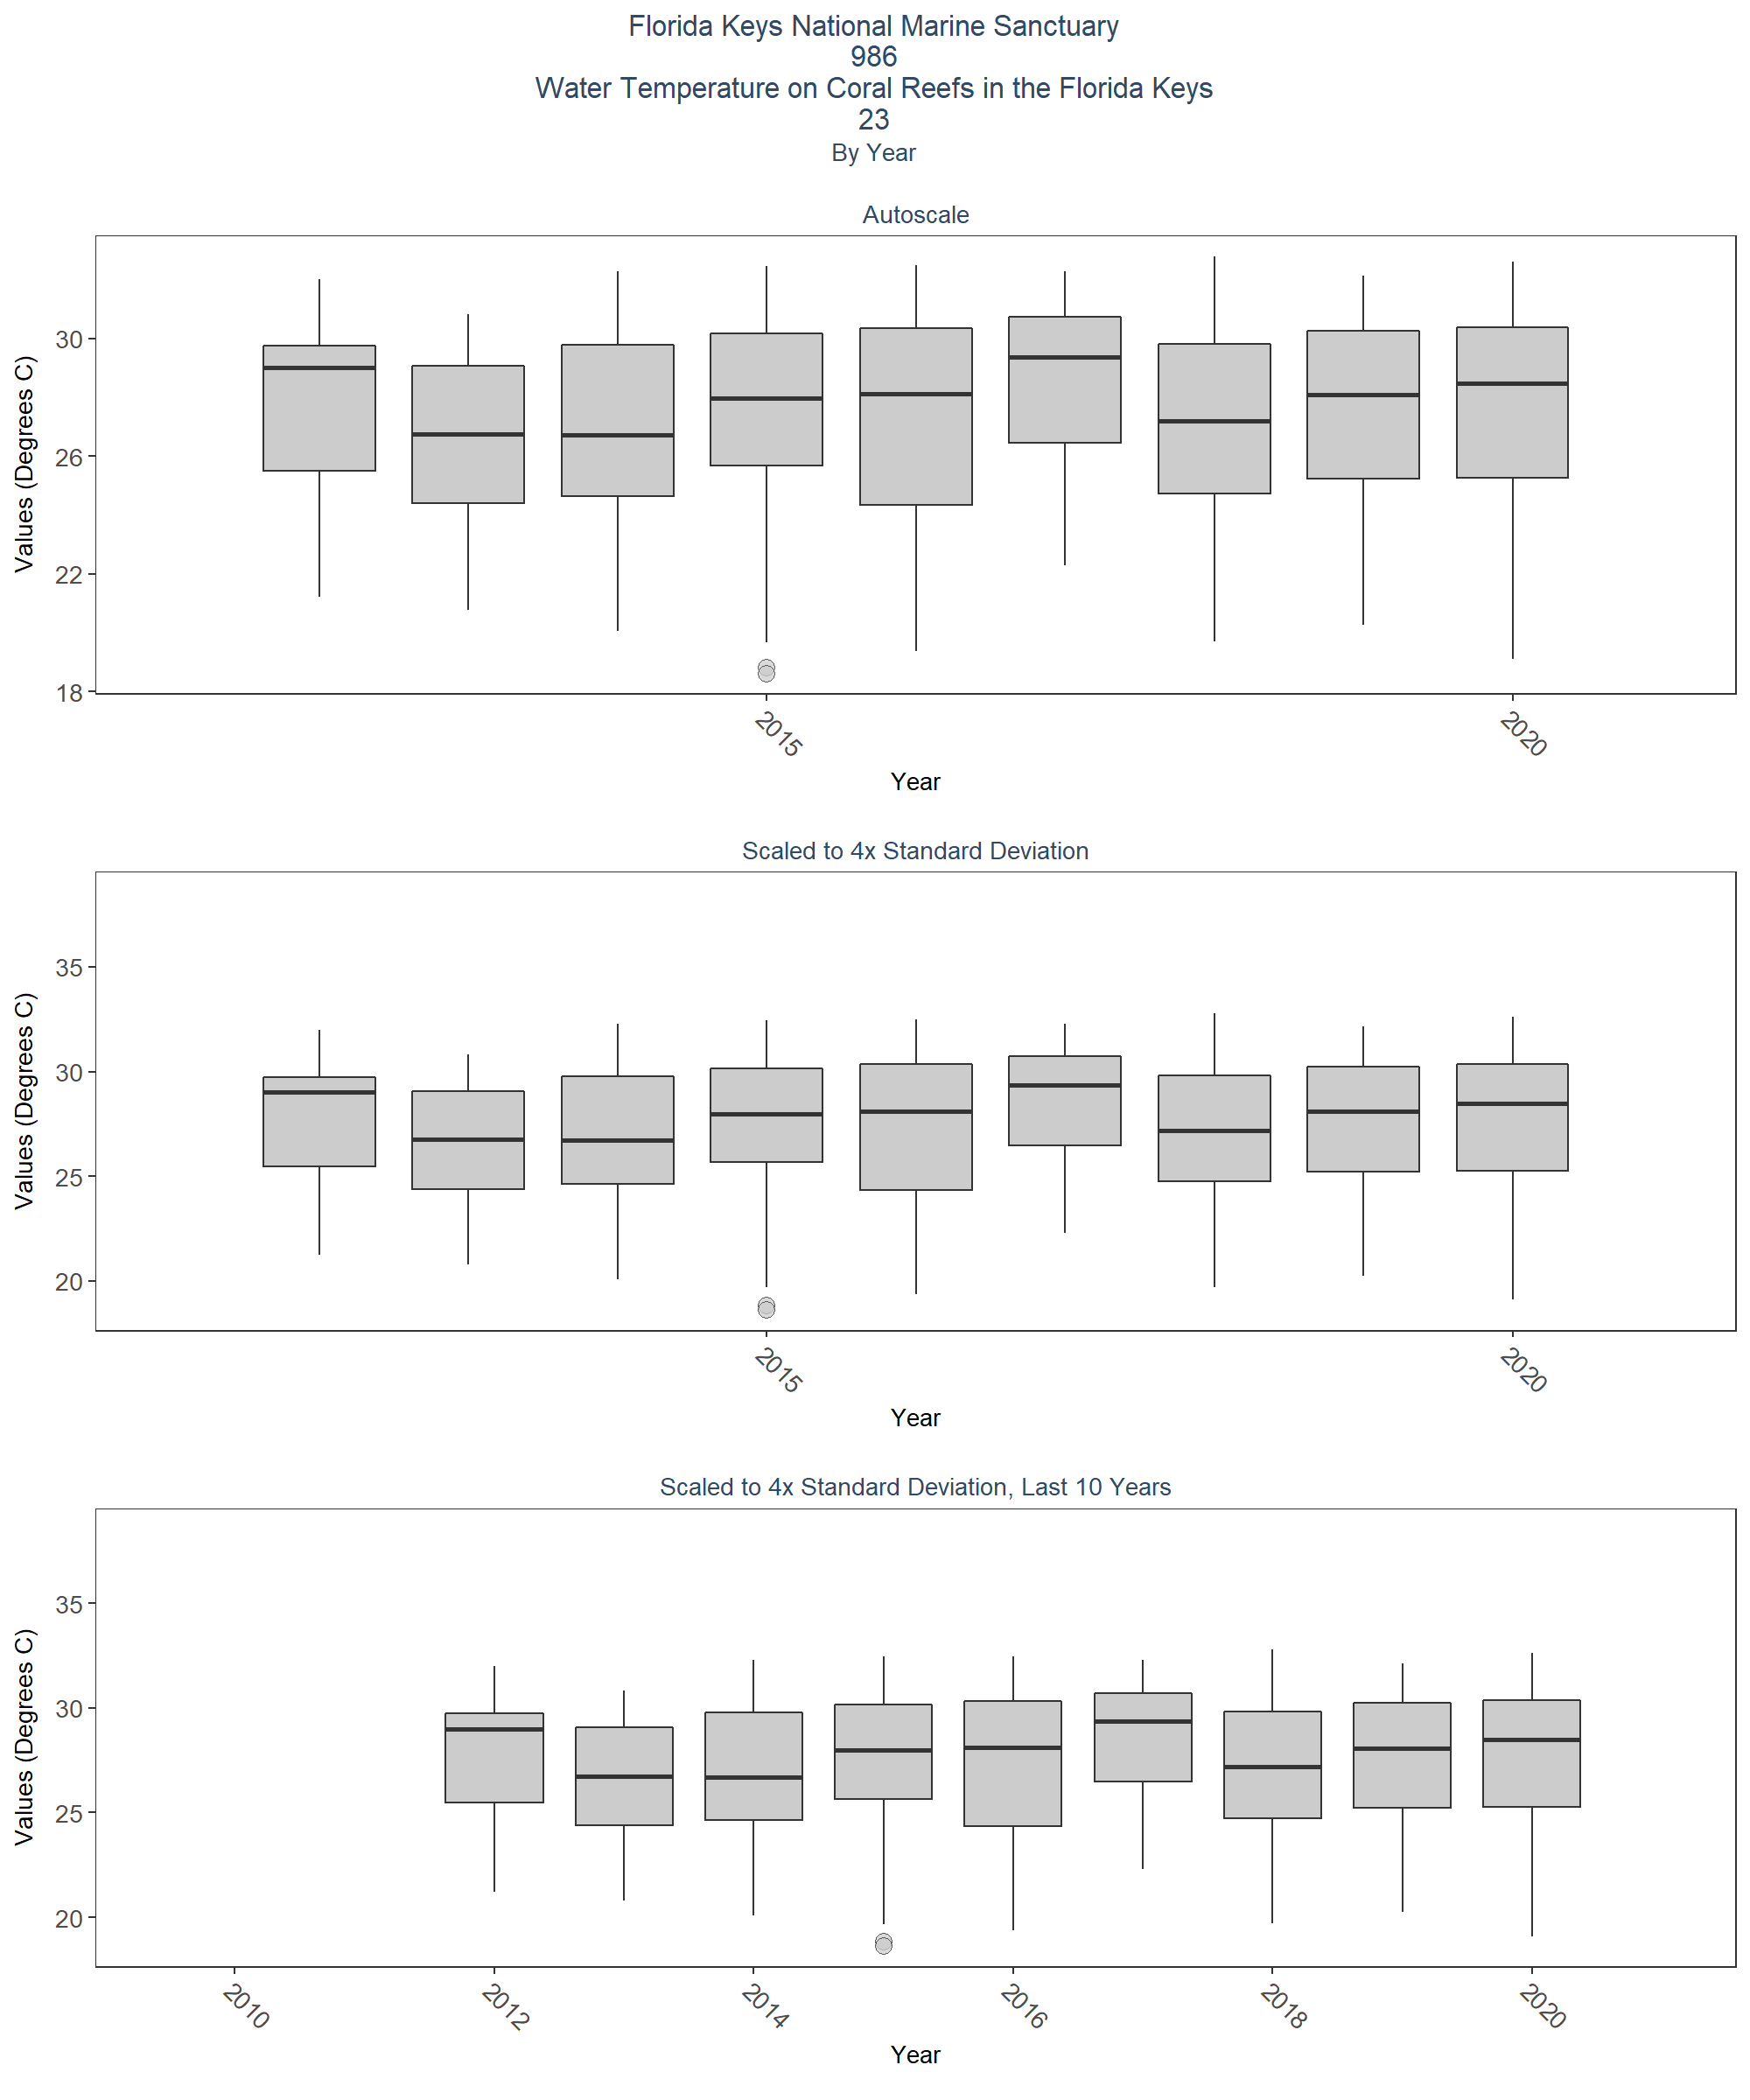 Florida Keys National Marine Sanctuary
986
Water Temperature on Coral Reefs in the Florida Keys
23
By Year
Autoscale
Values (Degrees C)
30
26
22
18
2015
2020
Year
Scaled to 4x Standard Deviation
Values (Degrees C)
35
30
25
20
2015
2020
Year
Scaled to 4x Standard Deviation, Last 10 Years
Values (Degrees C)
35
30
25
20
2010
2012
2014
2016
2018
2020
Year